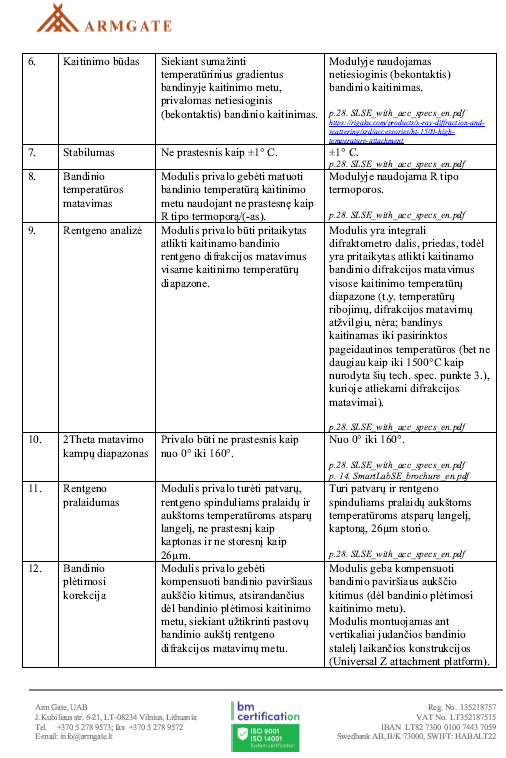 ARMGATE
6.
Kaitinimo būdas
Siekiant sumažinti
temperatūrinius gradientus
bandinyje kaitinimo metu,
privalomas netiesioginis
(bekontaktis) bandinio kaitinimas.
Modulyje naudojamas
netiesioginis (bekontaktis)
bandinio kaitinimas.
p.28. SLSE_with_acc_specs_en.pdf
https://rigaku.com/products/x-ray-diffraction-and-
scattering/xrd/accessories/ht-1500-high-
temperature-attachment
7.
Stabilumas
Ne prastesnis kaip ±1° C.
±1° C.
p.28. SLSE_with_acc_specs_en.pdf
8.
Bandinio
temperatūros
matavimas
Modulis privalo gebėti matuoti
bandinio temperatūrą kaitinimo
metu naudojant ne prastesnę kaip
R tipo termoporą/(-as).
Modulyje naudojama R tipo
termoporos.
p.28. SLSE_with_acc_specs_en.pdf
9.
Rentgeno analizė
Modulis privalo būti pritaikytas
atlikti kaitinamo bandinio
rentgeno difrakcijos matavimus
visame kaitinimo temperatūrų
diapazone.
Modulis yra integrali
difraktometro dalis, priedas, todėl
yra pritaikytas atlikti kaitinamo
bandinio difrakcijos matavimus
visose kaitinimo temperatūrų
diapazone (t.y. temperatūrų
ribojimų, difrakcijos matavimų
atžvilgiu, nėra; bandinys
kaitinamas iki pasirinktos
pageidautinos temperatūros (bet ne
daugiau kaip iki 1500°C kaip
nurodyta šių tech. spec. punkte 3.),
kurioje atliekami difrakcijos
matavimai).
p.28. SLSE_with_acc_specs_en.pdf
10.
2Theta matavimo
kampų diapazonas
Privalo būti ne prastesnis kaip
nuo 0° iki 160°.
Nuo 0° iki 160°.
p.28. SLSE_with_acc_specs_en.pdf
p. 14. SmartLabSE_brochure_en.pdf
11.
Rentgeno
pralaidumas
Modulis privalo turėti patvarų,
rentgeno spinduliams pralaidų ir
aukštoms temperatūroms atsparų
langelį, ne prastesnį kaip
kaptonas ir ne storesnį kaip
26µm.
Turi patvarų ir rentgeno
spinduliams pralaidų aukštoms
temperatūroms atsparų langelį,
kaptoną, 26µm storio.
p.28. SLSE_with_acc_specs_en.pdf
12.
Bandinio
plėtimosi
korekcija
Modulis privalo gebėti
kompensuoti bandinio paviršiaus
aukščio kitimus, atsirandančius
dėl bandinio plėtimosi kaitinimo
metu, siekiant užtikrinti pastovų
bandinio aukštį rentgeno
difrakcijos matavimų metu.
Modulis geba kompensuoti
bandinio paviršiaus aukščio
kitimus (dėl bandinio plėtimosi
kaitinimo metu).
Modulis montuojamas ant
vertikaliai judančios bandinio
stalelį laikančios konstrukcijos
(Universal Z attachment platform).
Arm Gate, UAB
J.Kubiliaus str. 6-21, LT-08234 Vilnius, Lithuania
Tel. +370 5 278 9573; fax +370 5 278 9572
E-mail: info@armgate.lt
bm
certification
ISO 9001
ISO 14001
System certification
Reg. No. 135218757
VAT No. LT352187515
IBAN LT82 7300 0100 7443 7059
Swedbank AB, B/K 73000, SWIFT: HABALT22